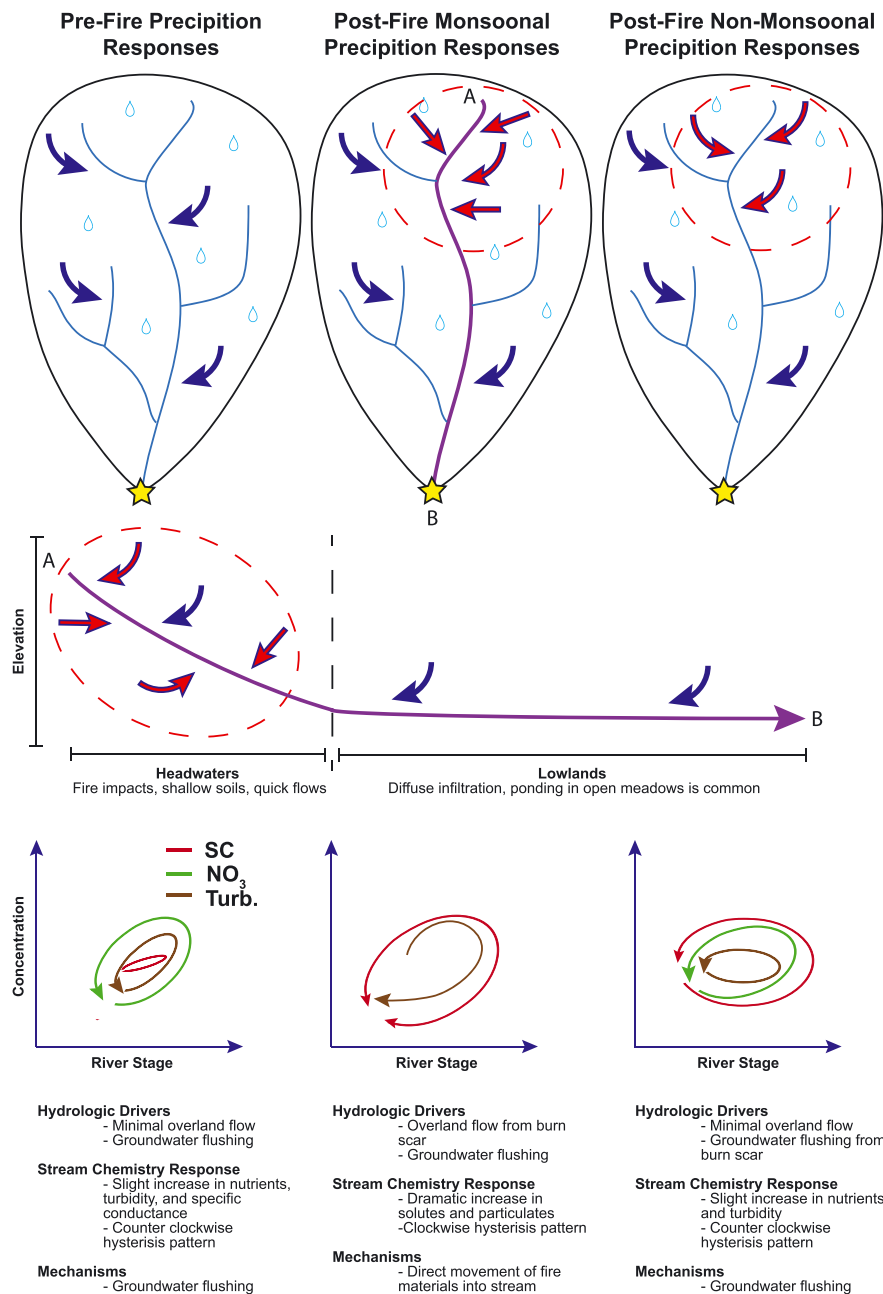 Pre-Fire Precipition
Responses
Post-Fire Monsoonal
Precipition Responses
Post-Fire Non-Monsoonal
Precipition Responses
A
B
Elevation
A
B
Headwaters
Fire impacts, shallow soils, quick flows
Lowlands
Diffuse infiltration, ponding in open meadows is common
Concentration
SC
NO3
Turb.
River Stage
River Stage
River Stage
Hydrologic Drivers
- Minimal overland flow
- Groundwater flushing
Stream Chemistry Response
- Slight increase in nutrients,
turbidity, and specific
conductance
- Counter clockwise
hysterisis pattern
Mechanisms
- Groundwater flushing
Hydrologic Drivers
- Overland flow from burn
scar
- Groundwater flushing
Stream Chemistry Response
- Dramatic increase in
solutes and particulates
-Clockwise hysterisis pattern
Mechanisms
- Direct movement of fire
materials into stream
Hydrologic Drivers
- Minimal overland flow
- Groundwater flushing from
burn scar
Stream Chemistry Response
- Slight increase in nutrients
and turbidity
- Counter clockwise
hysterisis pattern
Mechanisms
- Groundwater flushing